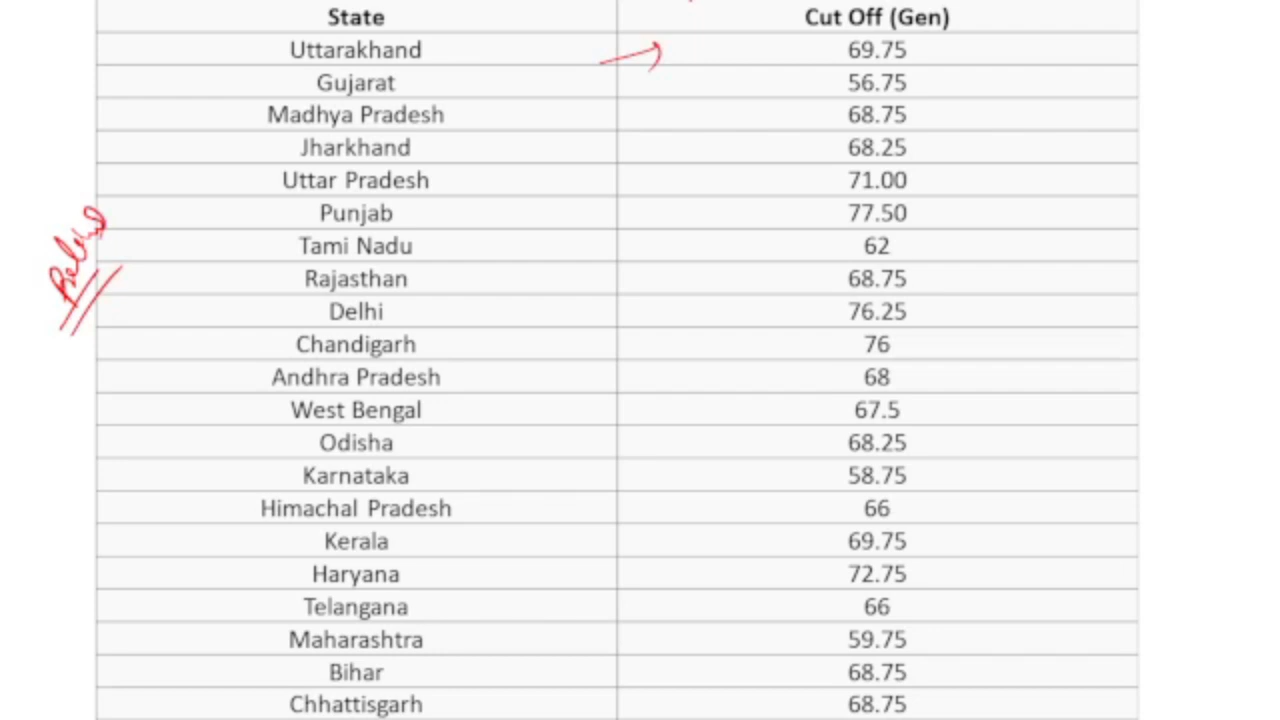 State Cut Off (Gen)
Uttarakhand 69.75
Gujarat 56.75
Madhya Pradesh 68.75
Jharkhand 68.25
Uttar Pradesh 71.00
Punjab 77.50
Tami Nadu 62
Rajasthan 68.75
Delhi 76.25
Chandigarh 76
Andhra Pradesh 68
West Bengal 67.5
Odisha 68.25
Karnataka 58.75
Himachal Pradesh 66
Kerala 69.75
Haryana 72.75
Telangana 66
Maharashtra 59.75
Bihar 68.75
Chhattisgarh 68.75